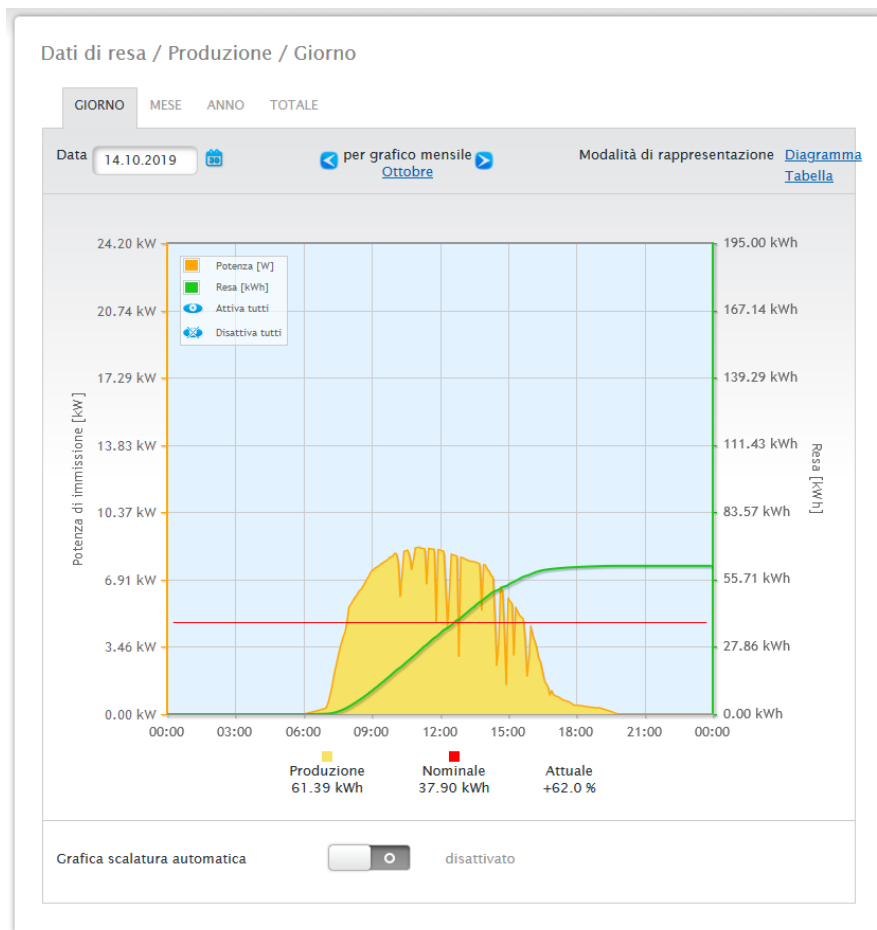 Dati di resa / Produzione / Giorno
GIORNO MESE ANNO TOTALE
Data 14.10.2019 30 per grafico mensile Modalità di rappresentazione Diagramma
Ottobre Tabella
24.20 kW 195.00 kWh
Potenza [W]
Resa [kWh]
Attiva tutti
Disattiva tutti
20.74 kW 167.14 kWh
17.29 kW 139.29 kWh
13.83 kW 111.43 kWh
10.37 kW 83.57 kWh
6.91 kW 55.71 kWh
3.46 kW 27.86 kWh
0.00 kW 0.00 kWh
Potenza di immissione [kW]
Resa [kWh]
00:00 03:00 06:00 09:00 12:00 15:00 18:00 21:00 00:00
Produzione Nominale Attuale
61.39 kWh 37.90 kWh +62.0 %
Grafica scalatura automatica disattivato